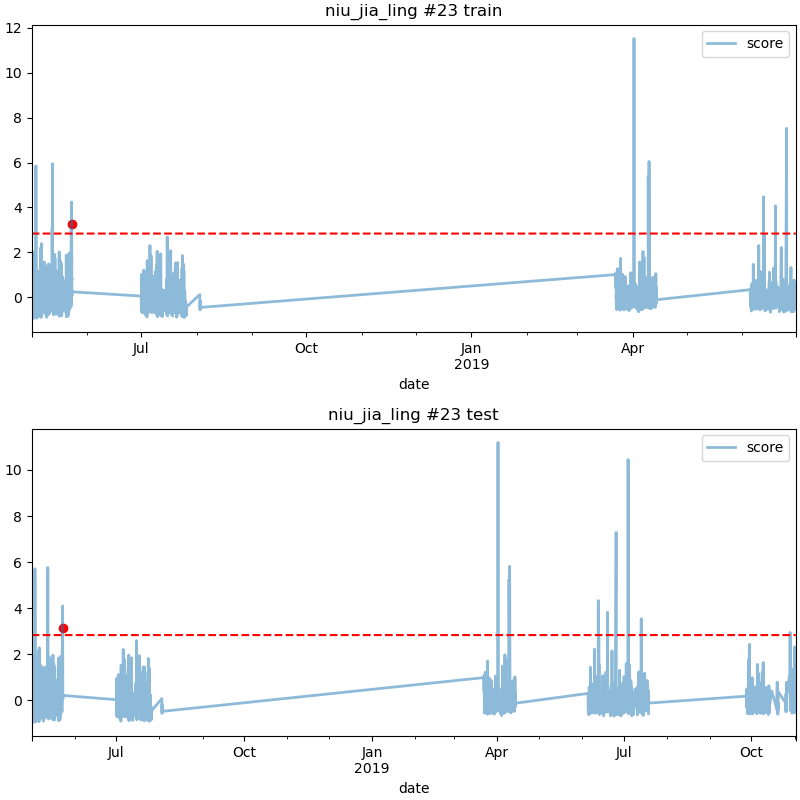 niu_jia_ling #23 train
12
10
8
6
4
2
0
score
Jul
Oct
Jan
2019
Apr
date
niu_jia_ling #23 test
10
8
6
4
2
0
score
Jul
Oct
Jan
2019
Apr
Jul
Oct
date